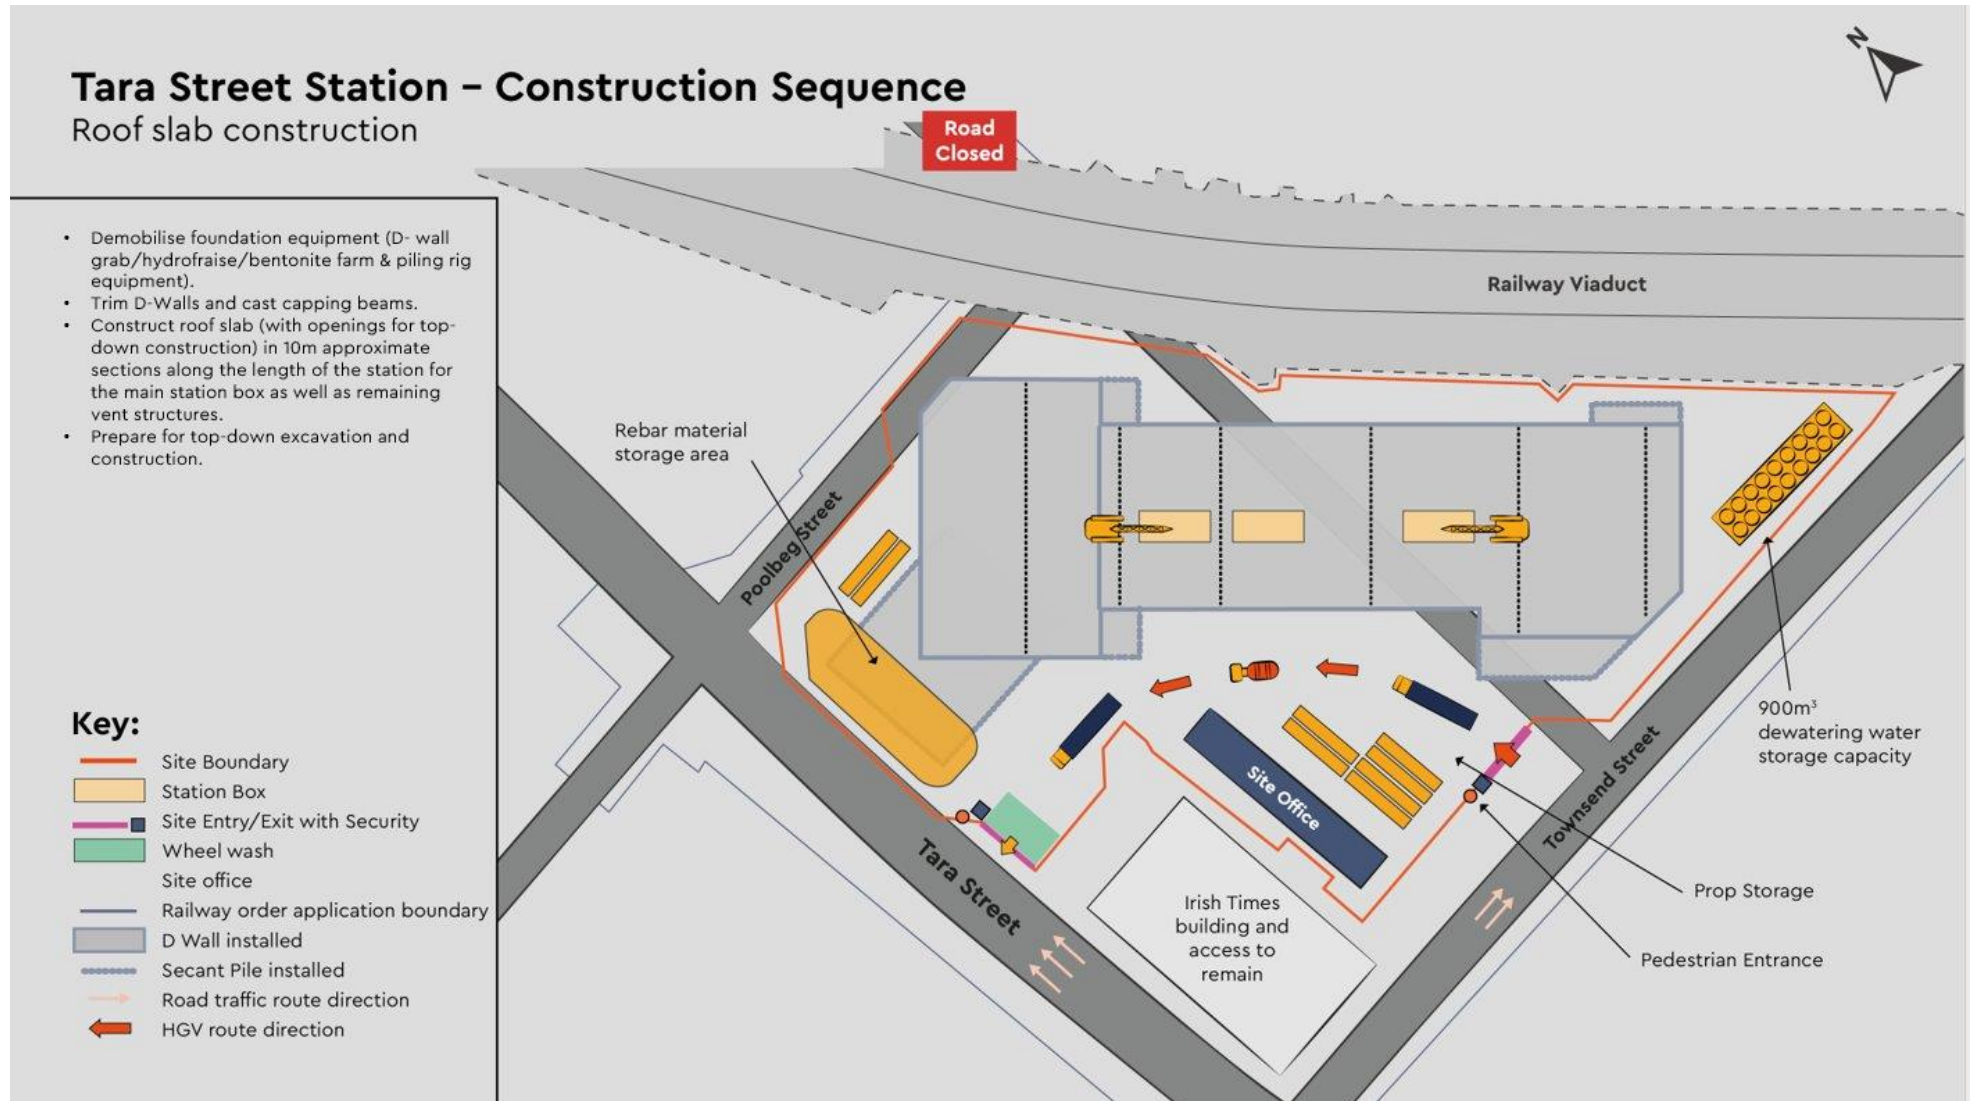 Tara Street Station – Construction Sequence
Roof slab construction
N
Road
Closed
• Demobilise foundation equipment (D- wall
grab/hydrofraise/bentonite farm & piling rig
equipment).
• Trim D-Walls and cast capping beams.
• Construct roof slab (with openings for top-
down construction) in 10m approximate
sections along the length of the station for
the main station box as well as remaining
vent structures.
• Prepare for top-down excavation and
construction.
Railway Viaduct
Rebar material
storage area
Poolbeg Street
Site Office
900m³
dewatering water
storage capacity
Townsend Street
Tara Street
Prop Storage
Irish Times
building and
access to
remain
Pedestrian Entrance
Key:
Site Boundary
Station Box
Site Entry/Exit with Security
Wheel wash
Site office
Railway order application boundary
D Wall installed
Secant Pile installed
Road traffic route direction
HGV route direction